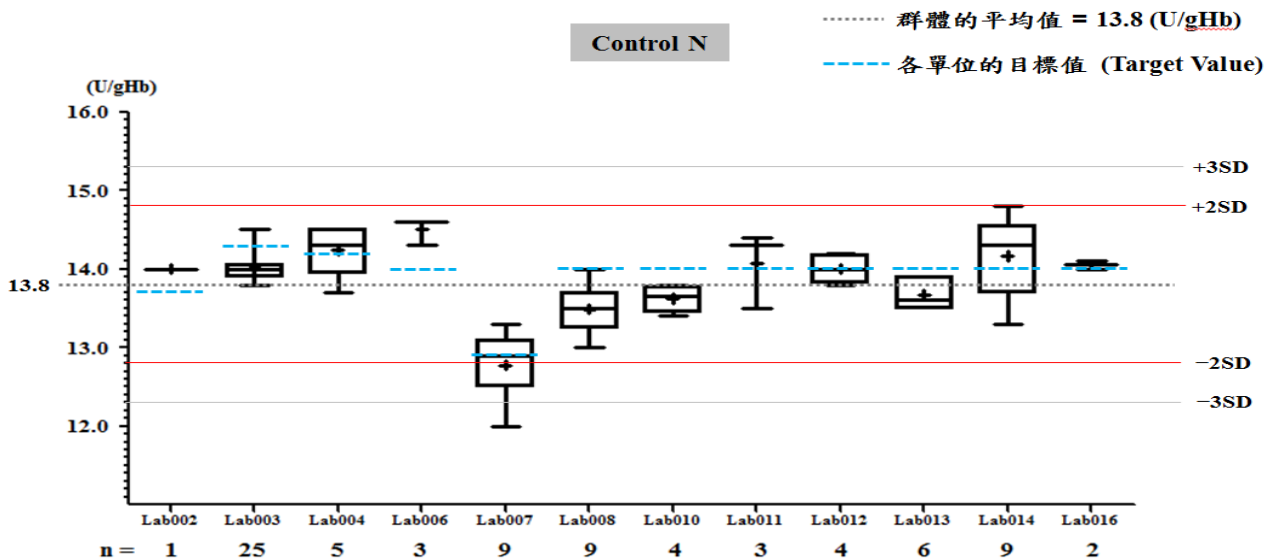 群體的平均值 = 13.8 (U/gHb)
Control N
各單位的目標值 (Target Value)
(U/gHb)
16.0
+3SD
15.0
+2SD
14.0
13.8
13.0
−2SD
−3SD
12.0
Lab002 Lab003 Lab004 Lab006 Lab007 Lab008 Lab010 Lab011 Lab012 Lab013 Lab014 Lab016
n = 1 25 5 3 9 9 4 3 4 6 9 2